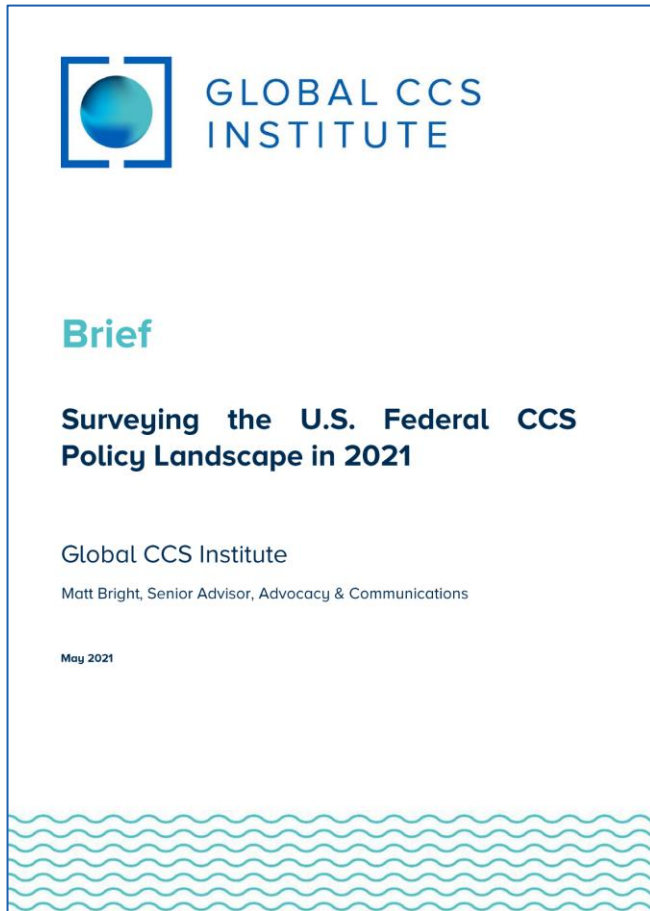 GLOBAL CCS
INSTITUTE
Brief
Surveying the U.S. Federal CCS
Policy Landscape in 2021
Global CCS Institute
Matt Bright, Senior Advisor, Advocacy & Communications
May 2021